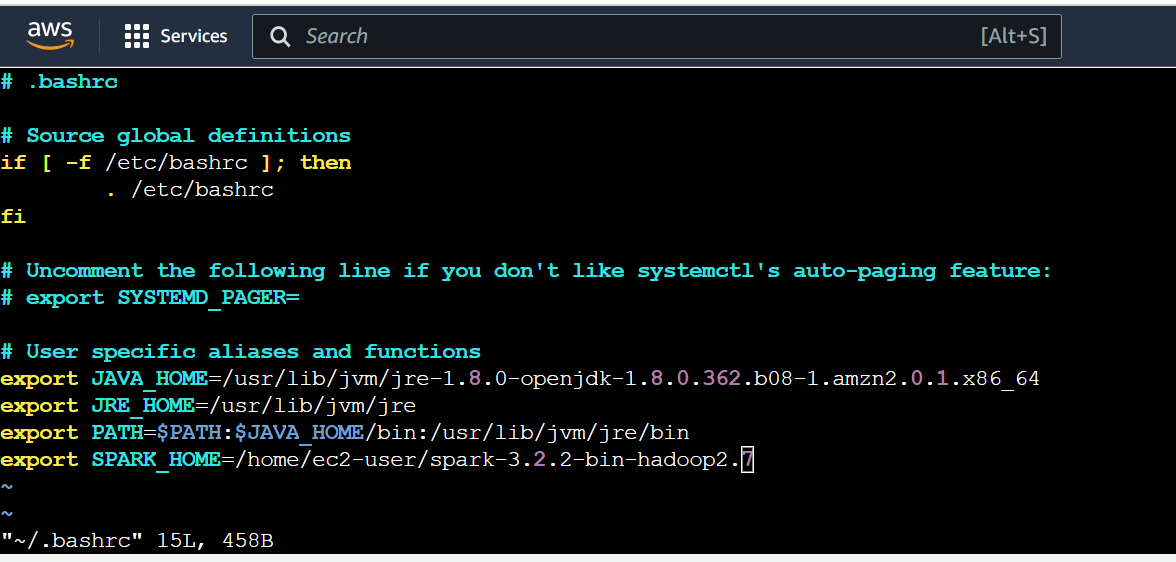 aws
Services
Search
[Alt+S]
# .bashrc
# Source global definitions
if [ -f /etc/bashrc ]; then
        . /etc/bashrc
fi
# Uncomment the following line if you don't like systemctl's auto-paging feature:
# export SYSTEMD_PAGER=
# User specific aliases and functions
export JAVA_HOME=/usr/lib/jvm/jre-1.8.0-openjdk-1.8.0.362.b08-1.amzn2.0.1.x86_64
export JRE_HOME=/usr/lib/jvm/jre
export PATH=$PATH:$JAVA_HOME/bin:/usr/lib/jvm/jre/bin
export SPARK_HOME=/home/ec2-user/spark-3.2.2-bin-hadoop2.7
~
~
"~/.bashrc" 15L, 458B